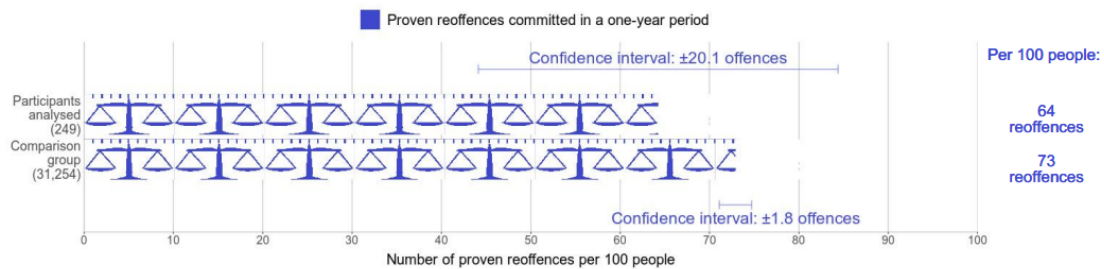 Proven reoffences committed in a one-year period
Confidence interval: ±20.1 offences
Per 100 people:
Participants
analysed
(249)
64
reoffences
Comparison
group
(31,254)
73
reoffences
Confidence interval: ±1.8 offences
0 10 20 30 40 50 60 70 80 90 100
Number of proven reoffences per 100 people